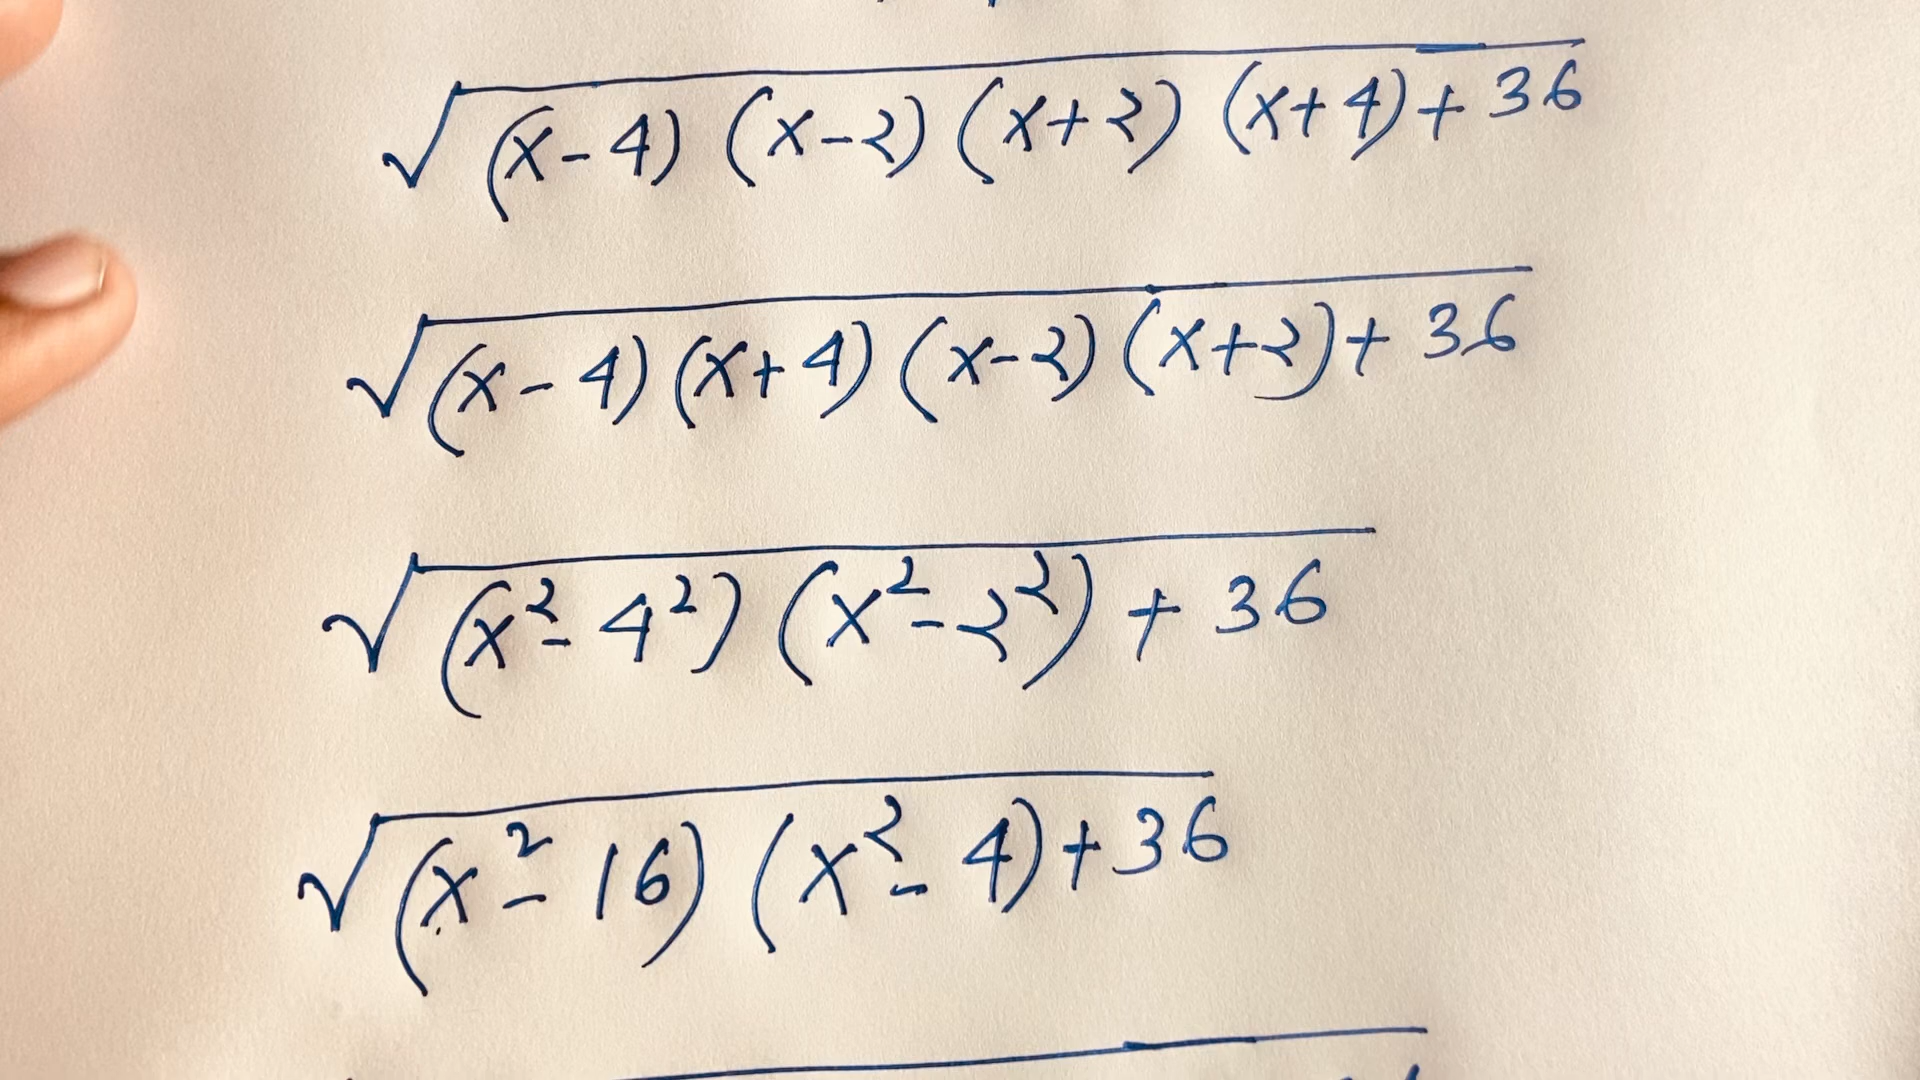 √(x-4) (x-2) (x+2) (x+4) + 36
√(x-4) (x+4) (x-2) (x+2) + 36
√(x²-4²) (x²-2²) + 36
√(x²-16) (x²-4) + 36